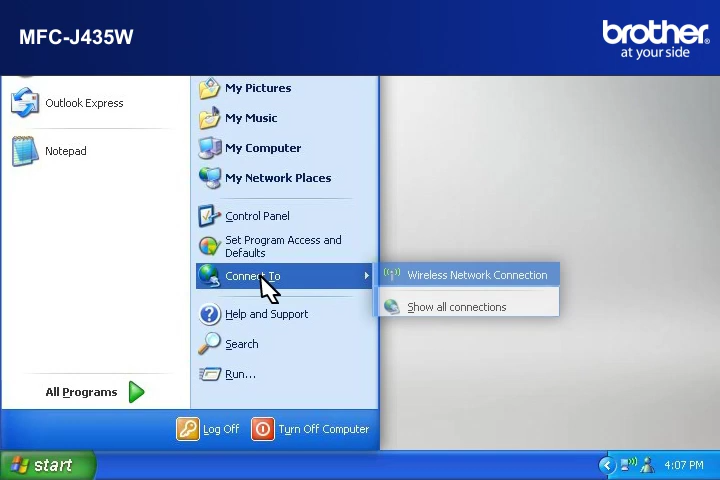 MFC-J435W
brother®
at your side
My Pictures
Outlook Express
My Music
Notepad
My Computer
My Network Places
Control Panel
Set Program Access and
Defaults
Connect To
Wireless Network Connection
Show all connections
Help and Support
Search
Run...
All Programs
Log Off
Turn Off Computer
start
4:07 PM